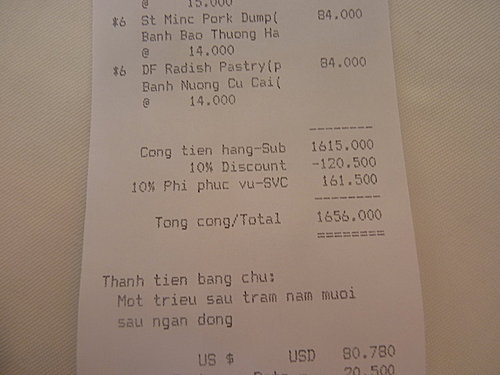 @ 15.000
*6 St Minc Pork Dump( 84.000
Banh Bao Thuong Ha
@ 14.000
*6 DF Radish Pastry(p 84.000
Banh Nuong Cu Cai(
@ 14.000
Cong tien hang-Sub 1615.000
10% Discount -120.500
10% Phi phuc vu-SVC 161.500
Tong cong/Total 1656.000
Thanh tien bang chu:
Mot trieu sau tram nam muoi
sau ngan dong
US $ USD 80.780
20.500